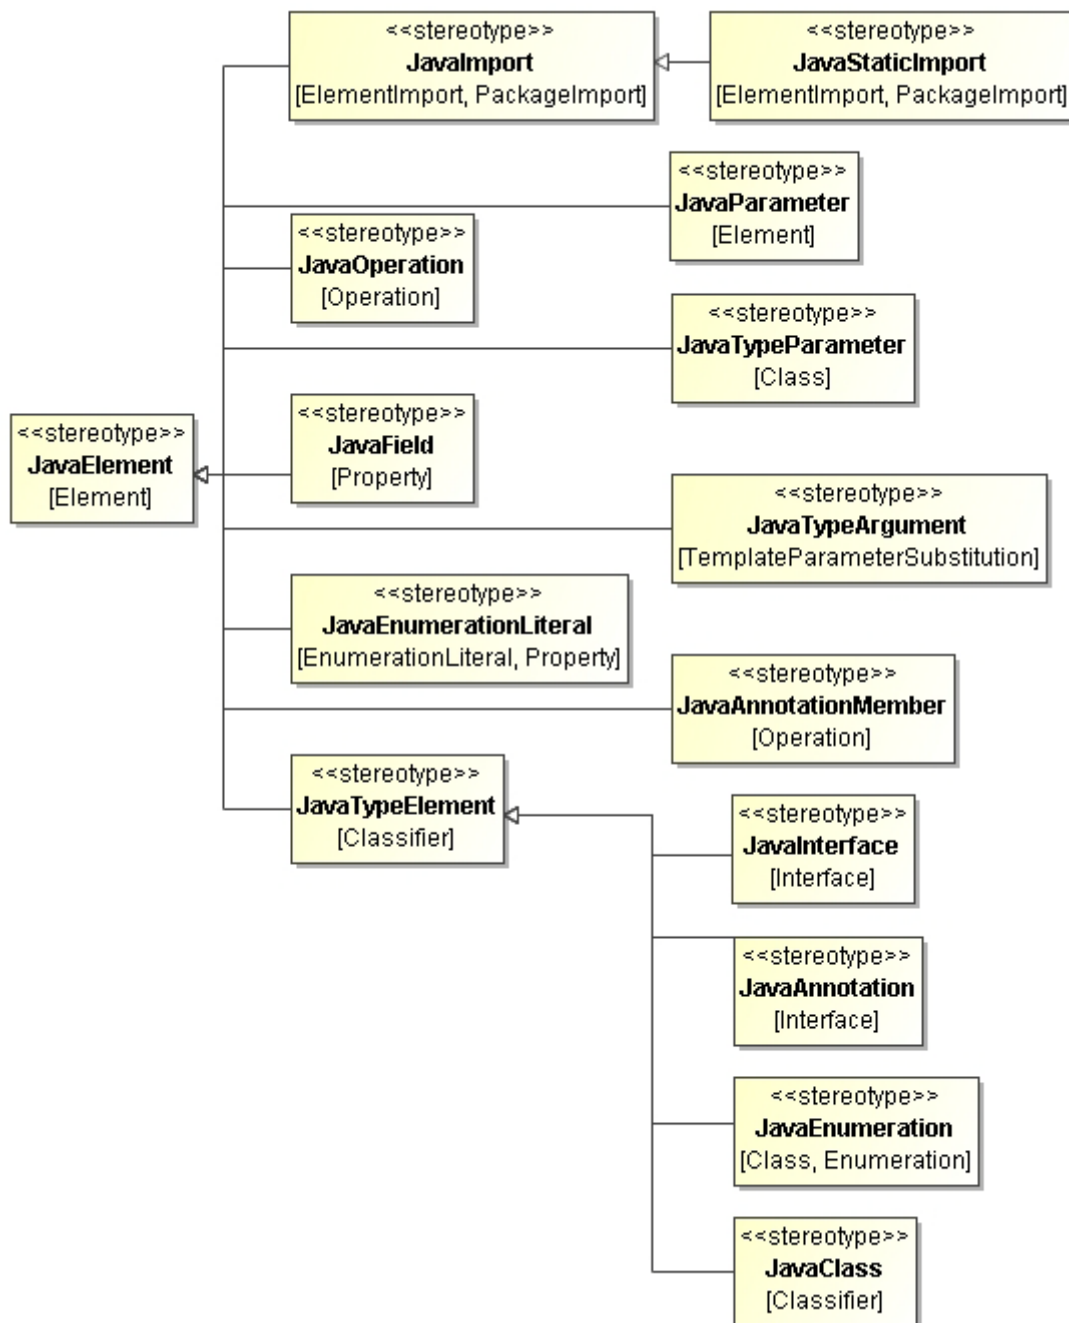 <<stereotype>>
JavaImport
[ElementImport, PackageImport]
<<stereotype>>
JavaStaticImport
[ElementImport, PackageImport]
<<stereotype>>
JavaParameter
[Element]
<<stereotype>>
JavaOperation
[Operation]
<<stereotype>>
JavaTypeParameter
[Class]
<<stereotype>>
JavaElement
[Element]
<<stereotype>>
JavaField
[Property]
<<stereotype>>
JavaTypeArgument
[TemplateParameterSubstitution]
<<stereotype>>
JavaEnumerationLiteral
[EnumerationLiteral, Property]
<<stereotype>>
JavaAnnotationMember
[Operation]
<<stereotype>>
JavaTypeElement
[Classifier]
<<stereotype>>
JavaInterface
[Interface]
<<stereotype>>
JavaAnnotation
[Interface]
<<stereotype>>
JavaEnumeration
[Class, Enumeration]
<<stereotype>>
JavaClass
[Classifier]